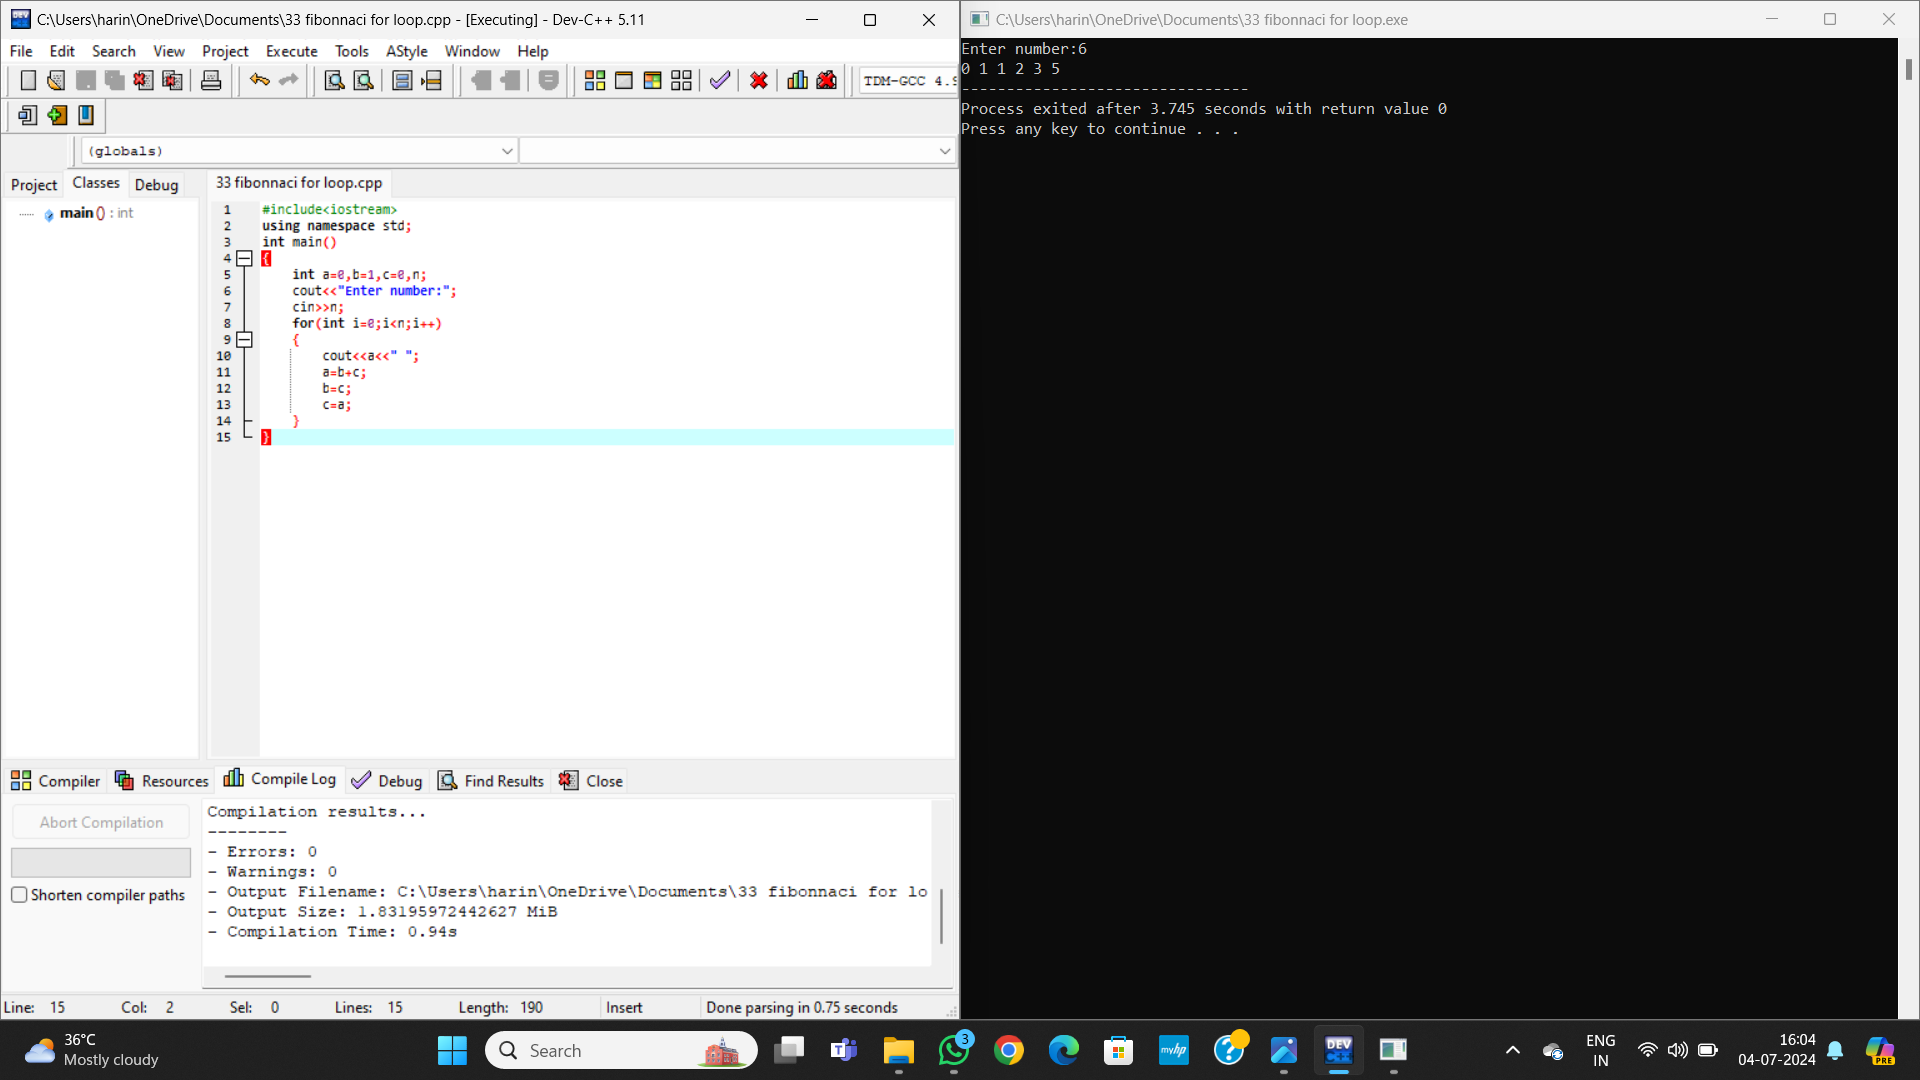 C:\Users\harin\OneDrive\Documents\33 fibonnaci for loop.cpp - [Executing] - Dev-C++ 5.11
File Edit Search View Project Execute Tools AStyle Window Help
TDM-GCC 4.9
(globals)
Project Classes Debug
main () : int
33 fibonnaci for loop.cpp
1 #include<iostream>
2 using namespace std;
3 int main()
4 {
5 int a=0,b=1,c=0,n;
6 cout<<"Enter number:";
7 cin>>n;
8 for(int i=0;i<n;i++)
9 {
10 cout<<a<<" ";
11 a=b+c;
12 b=c;
13 c=a;
14 }
15 }
Compiler Resources Compile Log Debug Find Results Close
Abort Compilation
Shorten compiler paths
Compilation results...
--------
- Errors: 0
- Warnings: 0
- Output Filename: C:\Users\harin\OneDrive\Documents\33 fibonnaci for lo
- Output Size: 1.83195972442627 MiB
- Compilation Time: 0.94s
Line: 15 Col: 2 Sel: 0 Lines: 15 Length: 190 Insert Done parsing in 0.75 seconds
C:\Users\harin\OneDrive\Documents\33 fibonnaci for loop.exe
Enter number:6
0 1 1 2 3 5
--------------------------------
Process exited after 3.745 seconds with return value 0
Press any key to continue . . .
36°C
Mostly cloudy
Search
3
myhp
DEV
C++
ENG
IN
16:04
04-07-2024
PRE